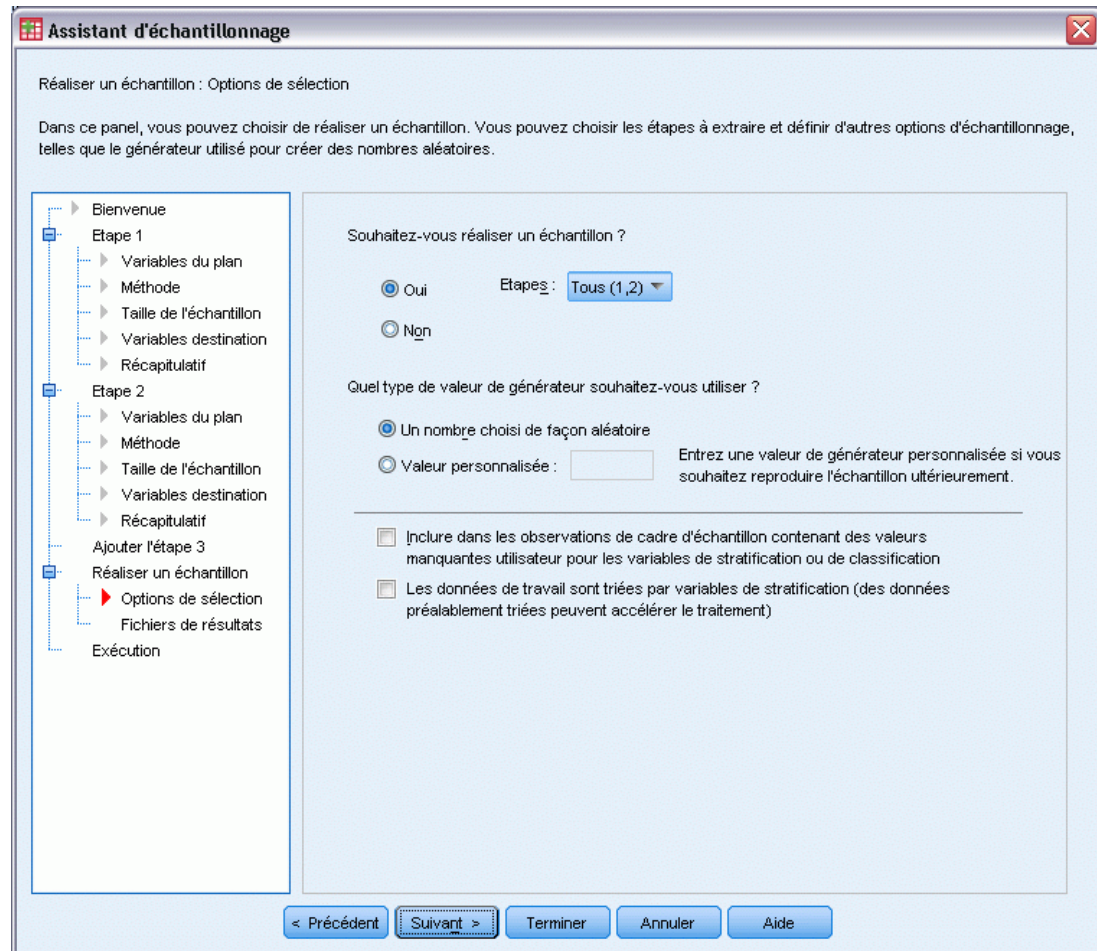 Assistant d'échantillonnage
Réaliser un échantillon : Options de sélection
Dans ce panel, vous pouvez choisir de réaliser un échantillon. Vous pouvez choisir les étapes à extraire et définir d'autres options d'échantillonnage,
telles que le générateur utilisé pour créer des nombres aléatoires.
Bienvenue
Etape 1
Variables du plan
Méthode
Taille de l'échantillon
Variables destination
Récapitulatif
Etape 2
Variables du plan
Méthode
Taille de l'échantillon
Variables destination
Récapitulatif
Ajouter l'étape 3
Réaliser un échantillon
Options de sélection
Fichiers de résultats
Exécution
Souhaitez-vous réaliser un échantillon ?
Oui Etapes : Tous (1,2)
Non
Quel type de valeur de générateur souhaitez-vous utiliser ?
Un nombre choisi de façon aléatoire
Valeur personnalisée :
Entrez une valeur de générateur personnalisée si vous
souhaitez reproduire l'échantillon ultérieurement.
Inclure dans les observations de cadre d'échantillon contenant des valeurs
manquantes utilisateur pour les variables de stratification ou de classification
Les données de travail sont triées par variables de stratification (des données
préalablement triées peuvent accélérer le traitement)
< Précédent Suivant > Terminer Annuler Aide